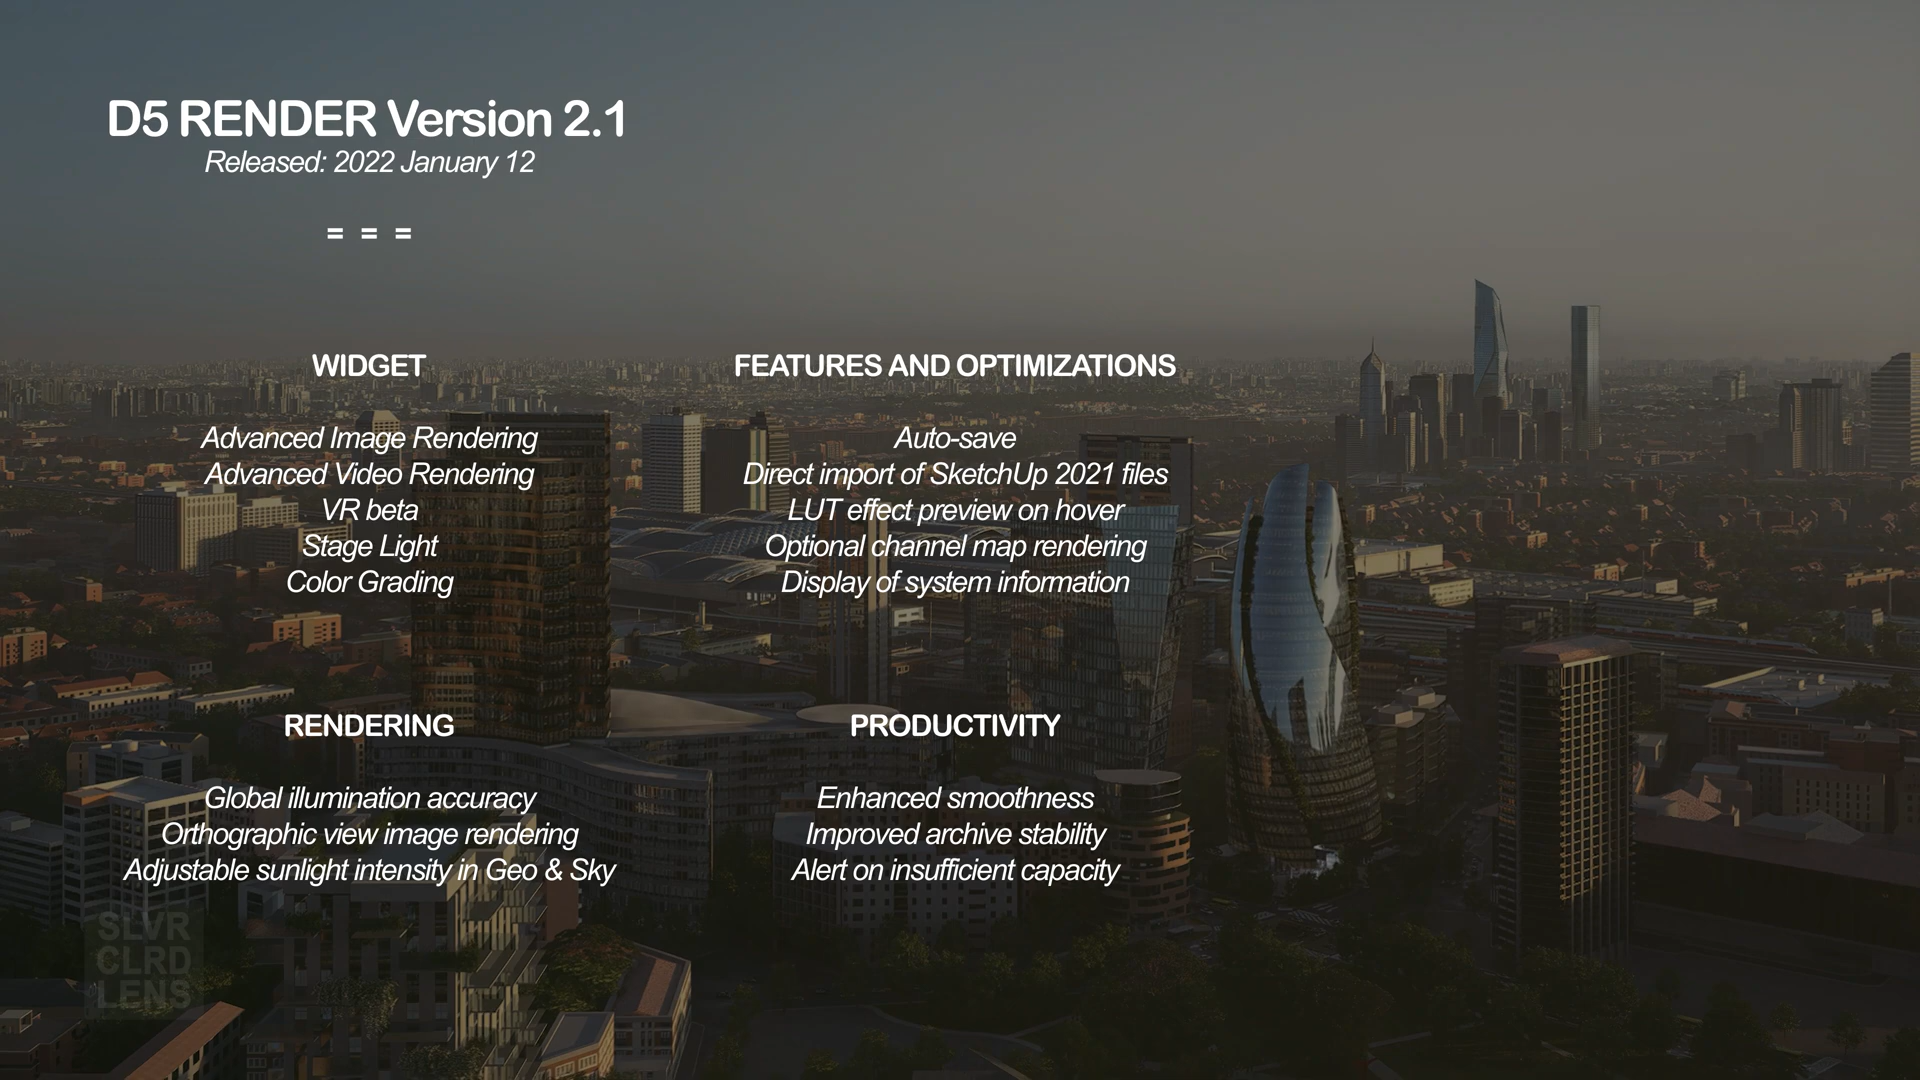 D5 RENDER Version 2.1
Released: 2022 January 12
= = =
WIDGET
Advanced Image Rendering
Advanced Video Rendering
VR beta
Stage Light
Color Grading
FEATURES AND OPTIMIZATIONS
Auto-save
Direct import of SketchUp 2021 files
LUT effect preview on hover
Optional channel map rendering
Display of system information
RENDERING
Global illumination accuracy
Orthographic view image rendering
Adjustable sunlight intensity in Geo & Sky
PRODUCTIVITY
Enhanced smoothness
Improved archive stability
Alert on insufficient capacity
SLVR
CLRD
LENS